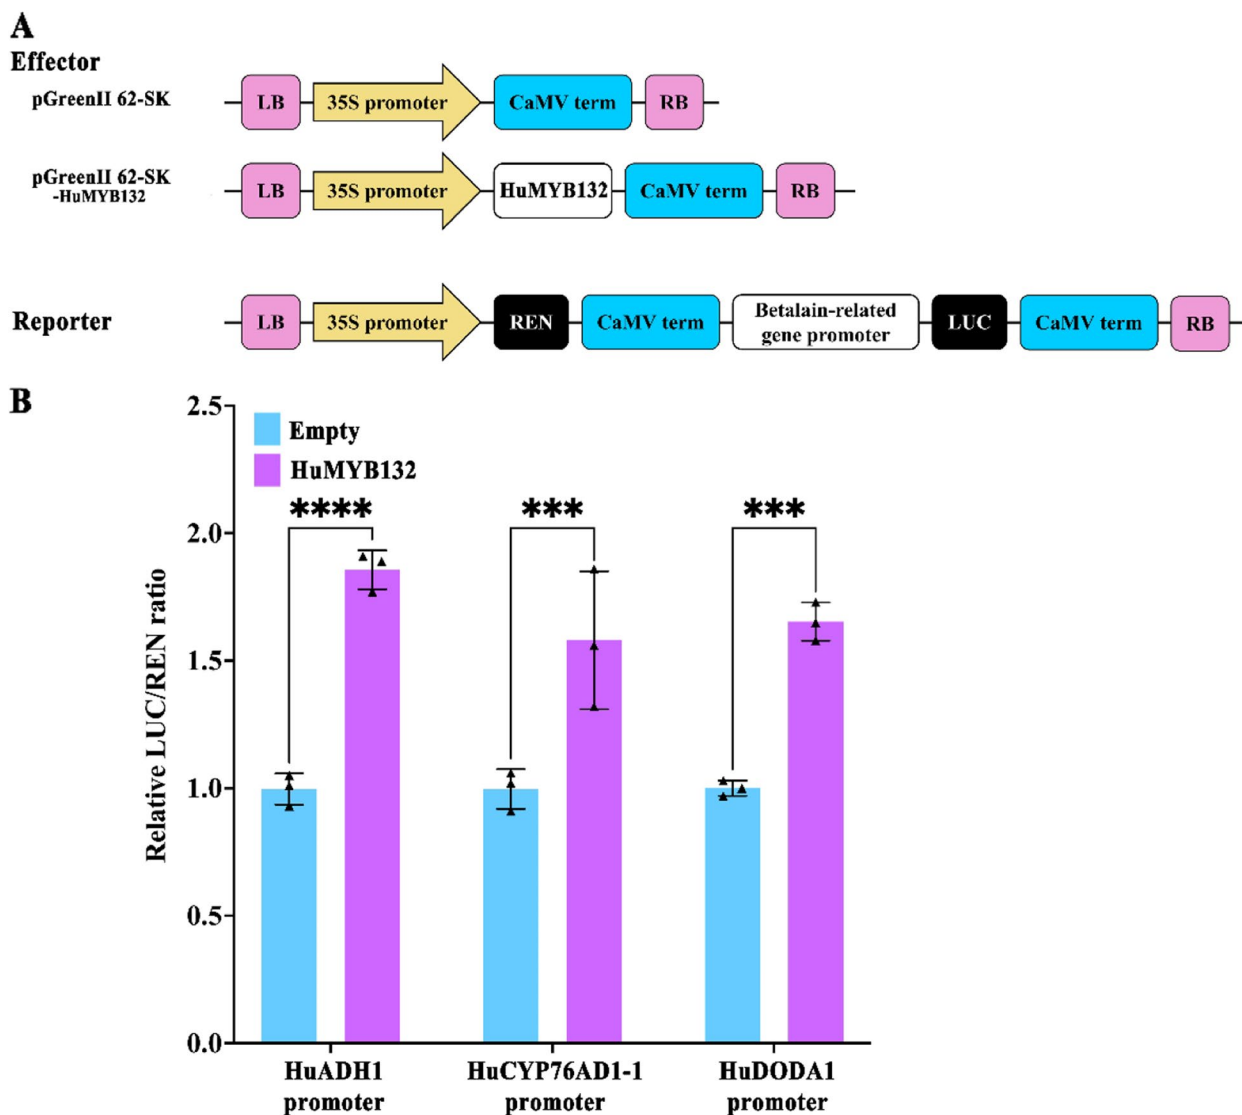 A
Effector
pGreenII 62-SK
LB 35S promoter CaMV term RB
pGreenII 62-SK
-HuMYB132
LB 35S promoter HuMYB132 CaMV term RB
Reporter
LB 35S promoter REN CaMV term Betalain-related
gene promoter LUC CaMV term RB
B
Empty
HuMYB132
**** *** ***
Relative LUC/REN ratio
2.5
2.0
1.5
1.0
0.5
0.0
HuADH1
promoter
HuCYP76AD1-1
promoter
HuDODA1
promoter